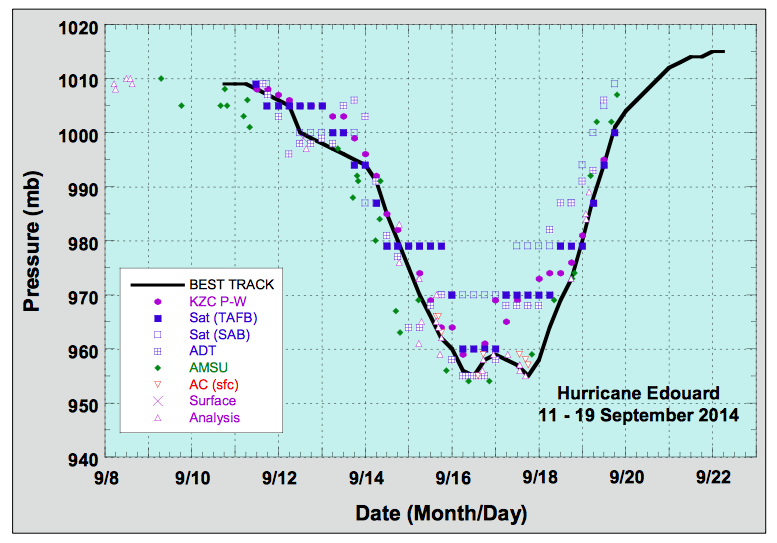 1020
1010
1000
990
980
970
960
950
940
Pressure (mb)
BEST TRACK
KZC P-W
Sat (TAFB)
Sat (SAB)
ADT
AMSU
AC (sfc)
Surface
Analysis
Hurricane Edouard
11 - 19 September 2014
9/8 9/10 9/12 9/14 9/16 9/18 9/20 9/22
Date (Month/Day)